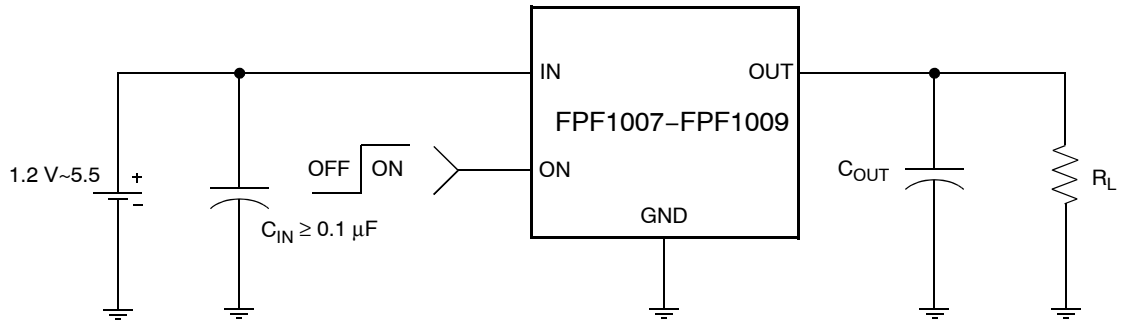 IN
OUT
FPF1007–FPF1009
1.2 V~5.5
+
–
OFF
ON
ON
C_OUT
R_L
GND
C_IN ≥ 0.1 μF